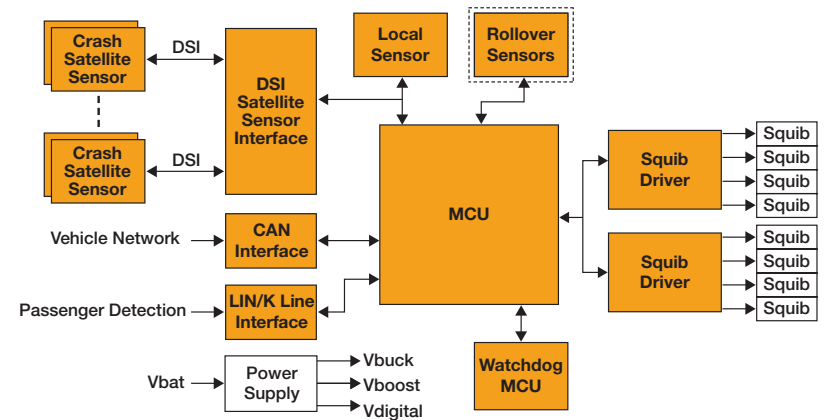 Crash
Satellite
Sensor
DSI
Crash
Satellite
Sensor
DSI
DSI
Satellite
Sensor
Interface
Local
Sensor
Rollover
Sensors
MCU
Squib
Driver
Squib
Squib
Squib
Squib
Squib
Driver
Squib
Squib
Squib
Squib
Vehicle Network
CAN
Interface
Passenger Detection
LIN/K Line
Interface
Vbat
Power
Supply
Vbuck
Vboost
Vdigital
Watchdog
MCU